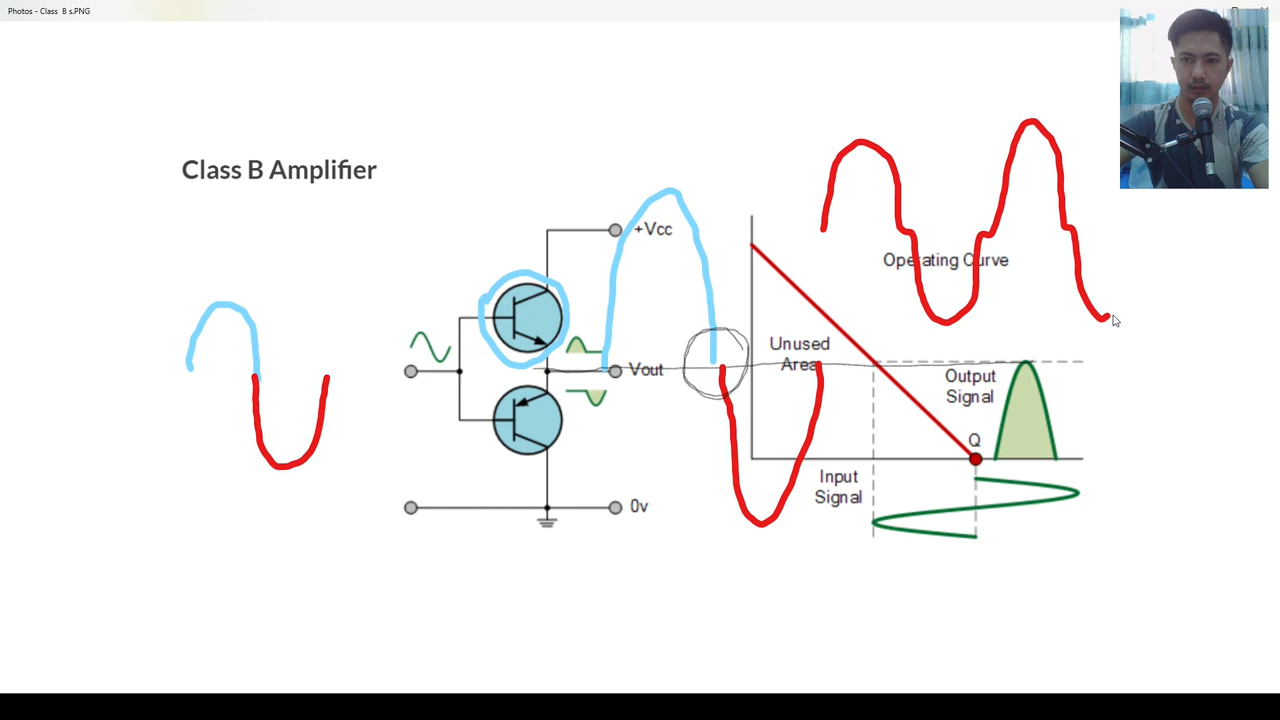 Photos - Class B s.PNG
Class B Amplifier
+Vcc
Vout
0v
Operating Curve
Unused
Area
Output
Signal
Q
Input
Signal